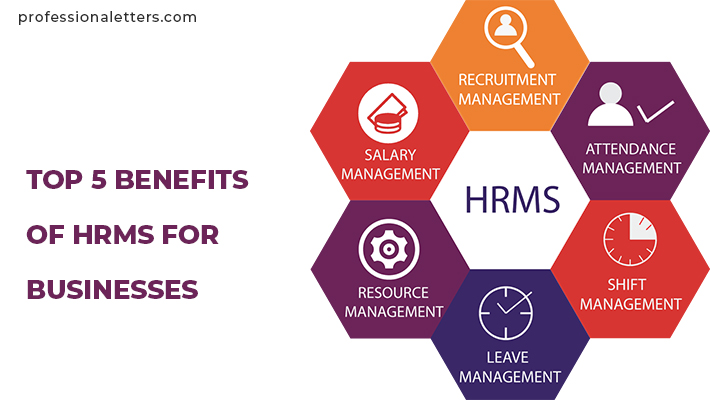 professionaletters.com
TOP 5 BENEFITS
OF HRMS FOR
BUSINESSES
RECRUITMENT
MANAGEMENT
SALARY
MANAGEMENT
ATTENDANCE
MANAGEMENT
HRMS
RESOURCE
MANAGEMENT
SHIFT
MANAGEMENT
LEAVE
MANAGEMENT